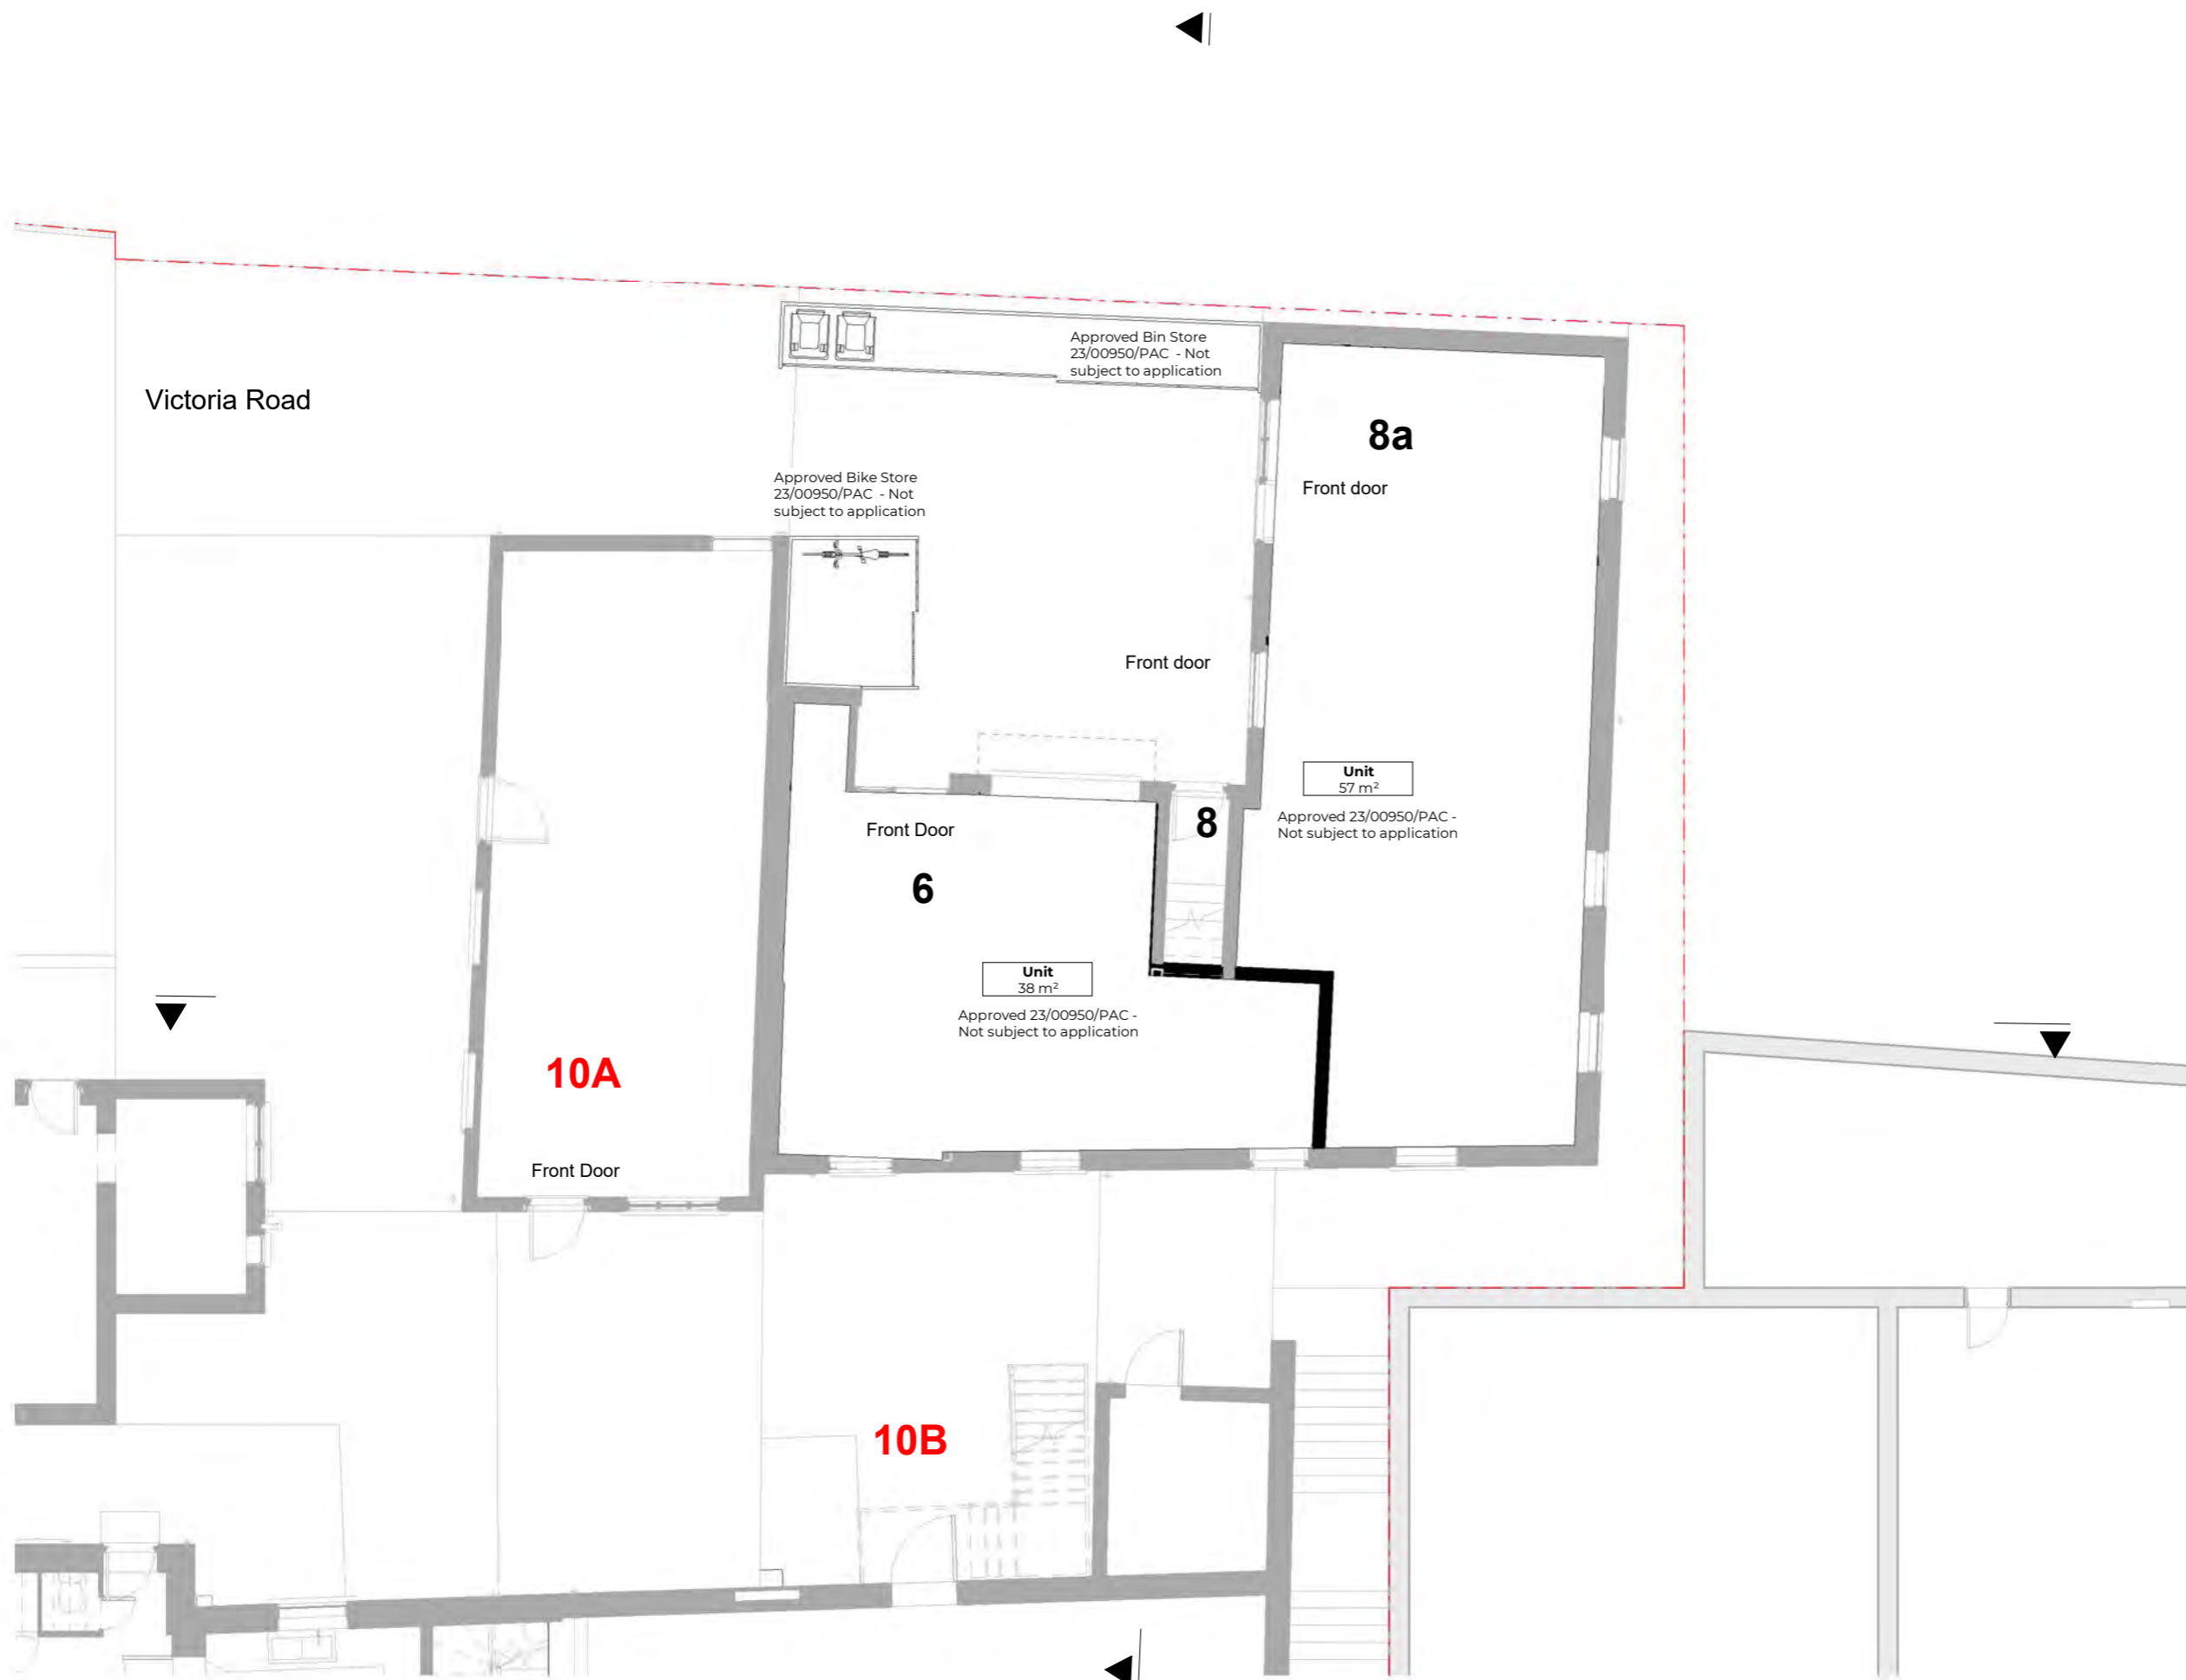 Approved Bin Store
23/00950/PAC - Not
subject to application
Victoria Road
8a
Approved Bike Store
23/00950/PAC - Not
subject to application
Front door
Front door
Unit
57 m²
Approved 23/00950/PAC -
Not subject to application
8
Front Door
6
Unit
38 m²
Approved 23/00950/PAC -
Not subject to application
10A
Front Door
10B